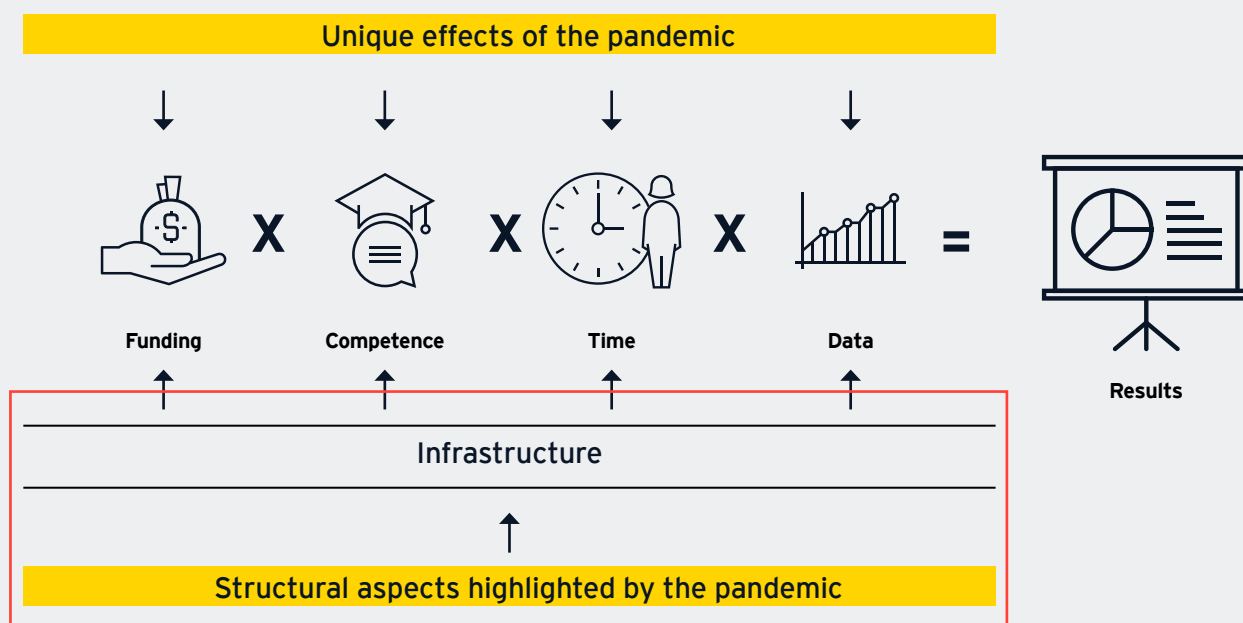 Unique effects of the pandemic
$
X X X =
Funding Competence Time Data
Results
Infrastructure
Structural aspects highlighted by the pandemic